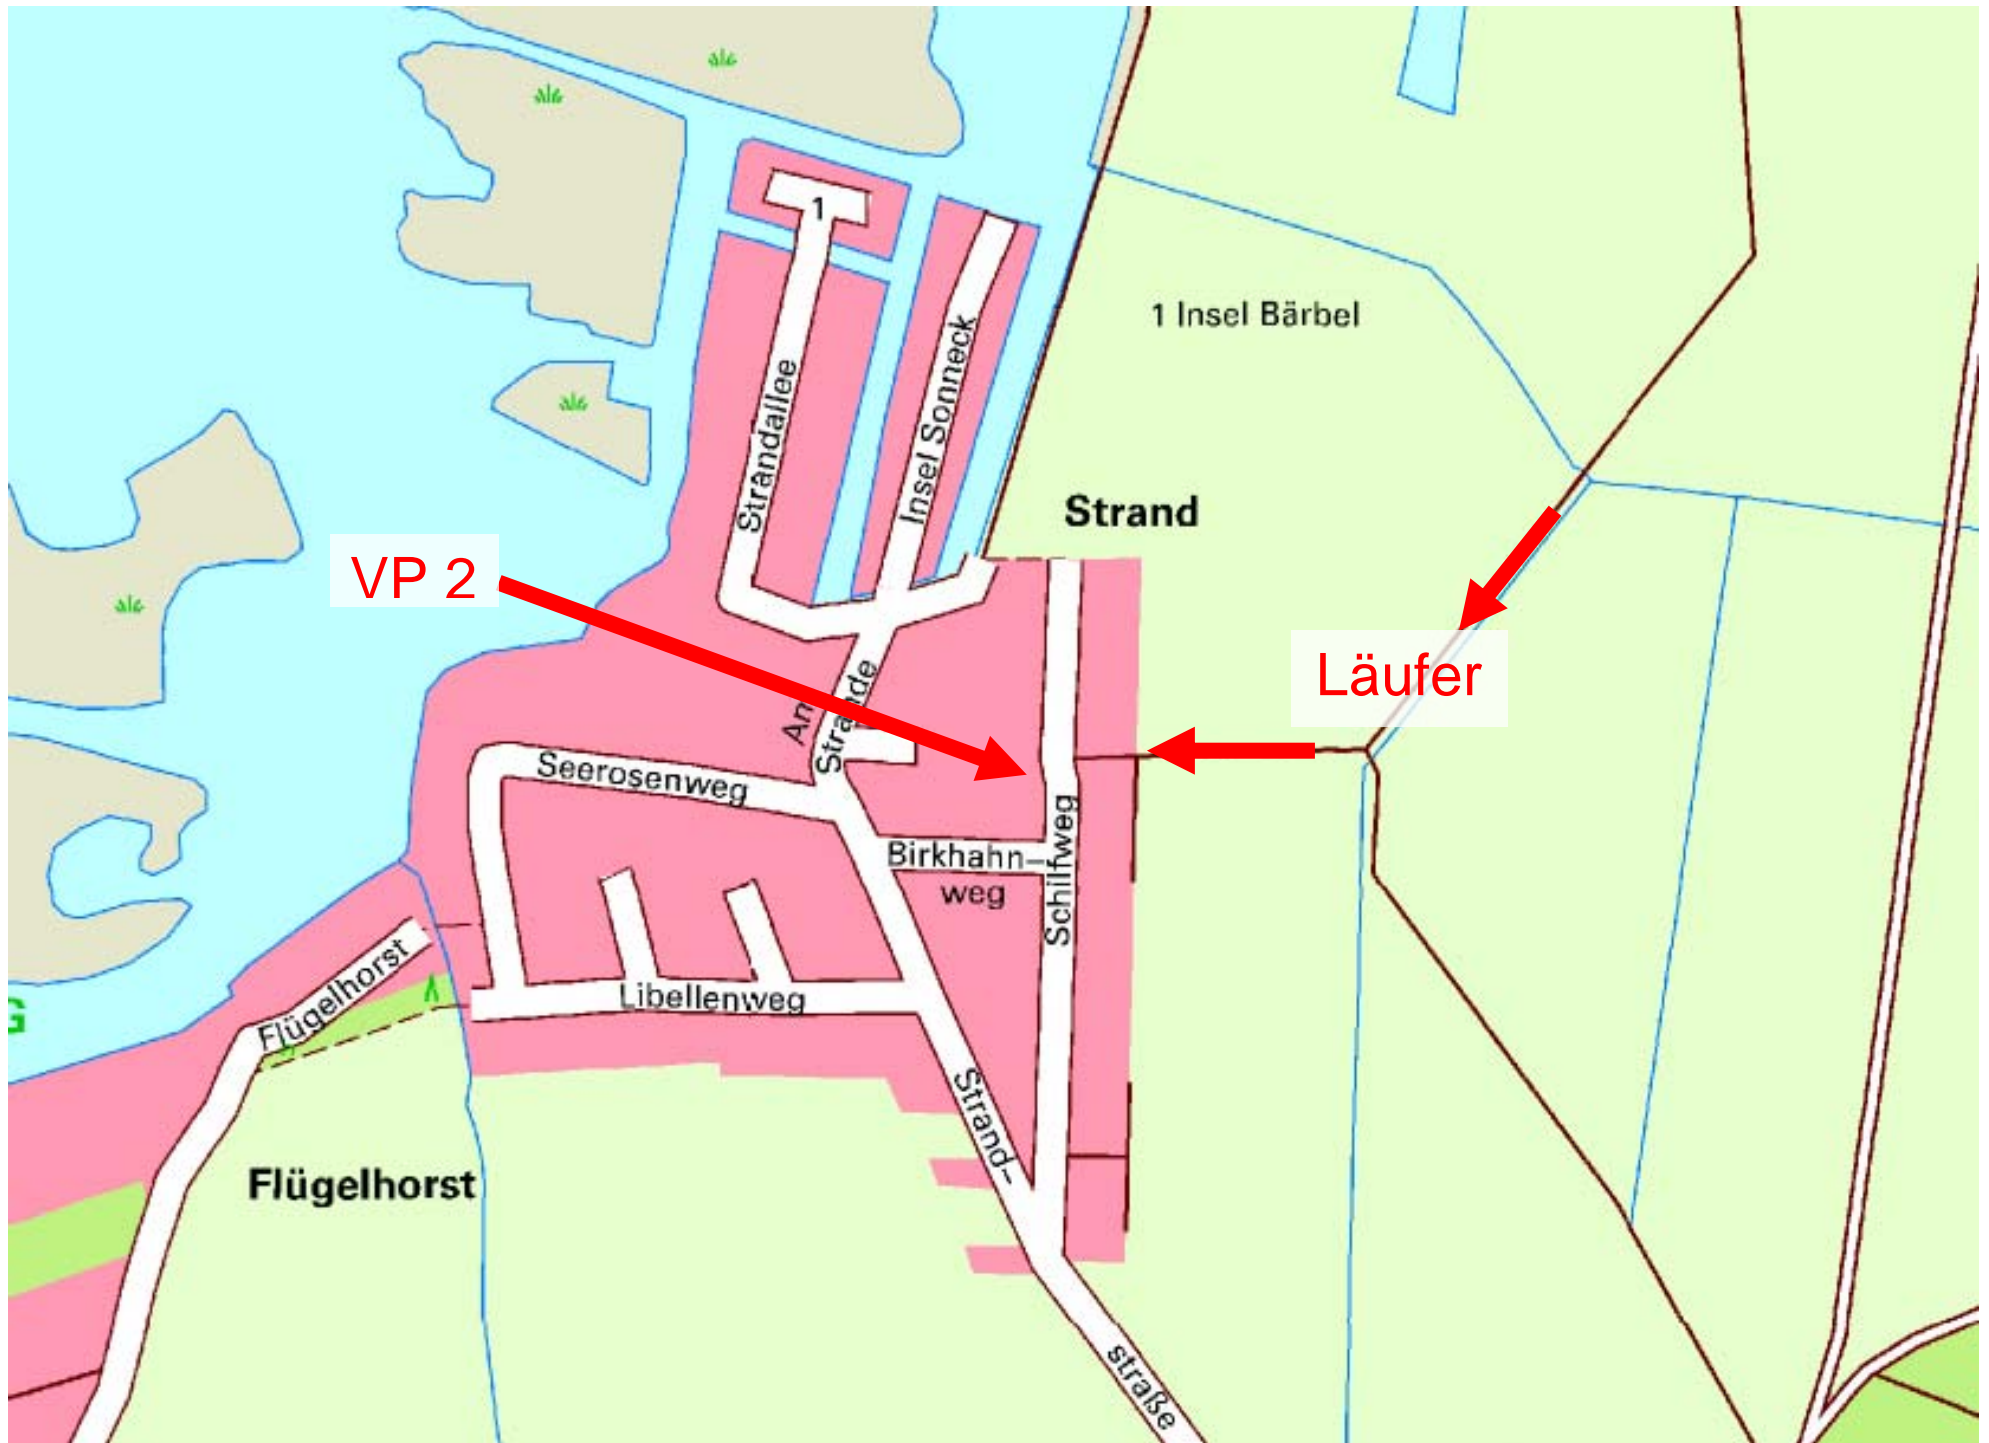 1
1 Insel Bärbel
Strandallee
Insel Sonneck
Strand
VP 2
Läufer
Am
Strande
Seerosenweg
Birkhahn–
weg
Schilfweg
Flügelhorst
Libellenweg
G
Strand–
Flügelhorst
straße